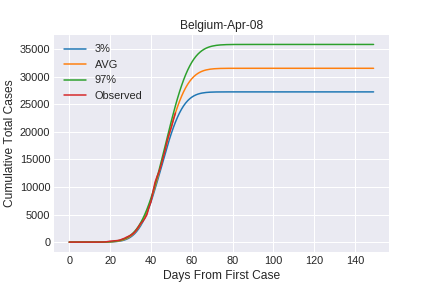 Belgium-Apr-08
3%
AVG
97%
Observed
Cumulative Total Cases
35000
30000
25000
20000
15000
10000
5000
0
0 20 40 60 80 100 120 140
Days From First Case